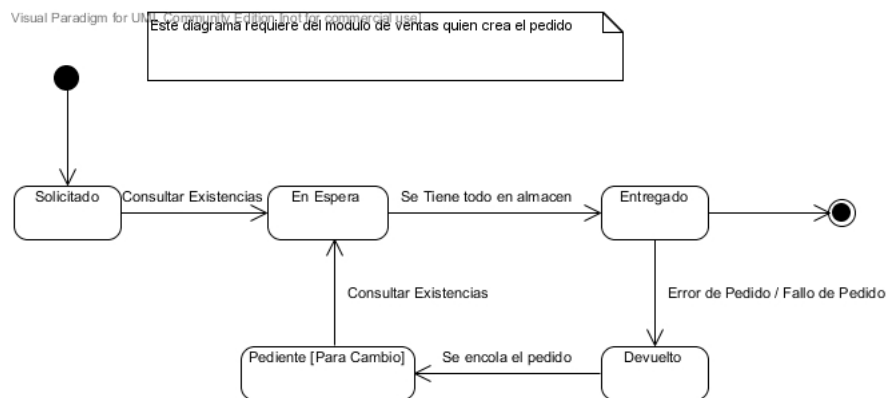 Visual Paradigm for UML Community Edition [not for commercial use]
Este diagrama requiere del modulo de ventas quien crea el pedido
Solicitado
Consultar Existencias
En Espera
Se Tiene todo en almacen
Entregado
Consultar Existencias
Error de Pedido / Fallo de Pedido
Pediente [Para Cambio]
Se encola el pedido
Devuelto